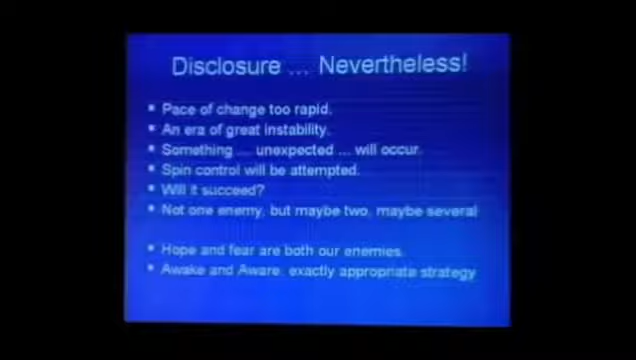 Disclosure ... Nevertheless!
Pace of change too rapid.
An era of great instability.
Something ... unexpected ... will occur.
Spin control will be attempted.
Will it succeed?
Not one enemy, but maybe two, maybe several
Hope and fear are both our enemies.
Awake and Aware, exactly appropriate strategy